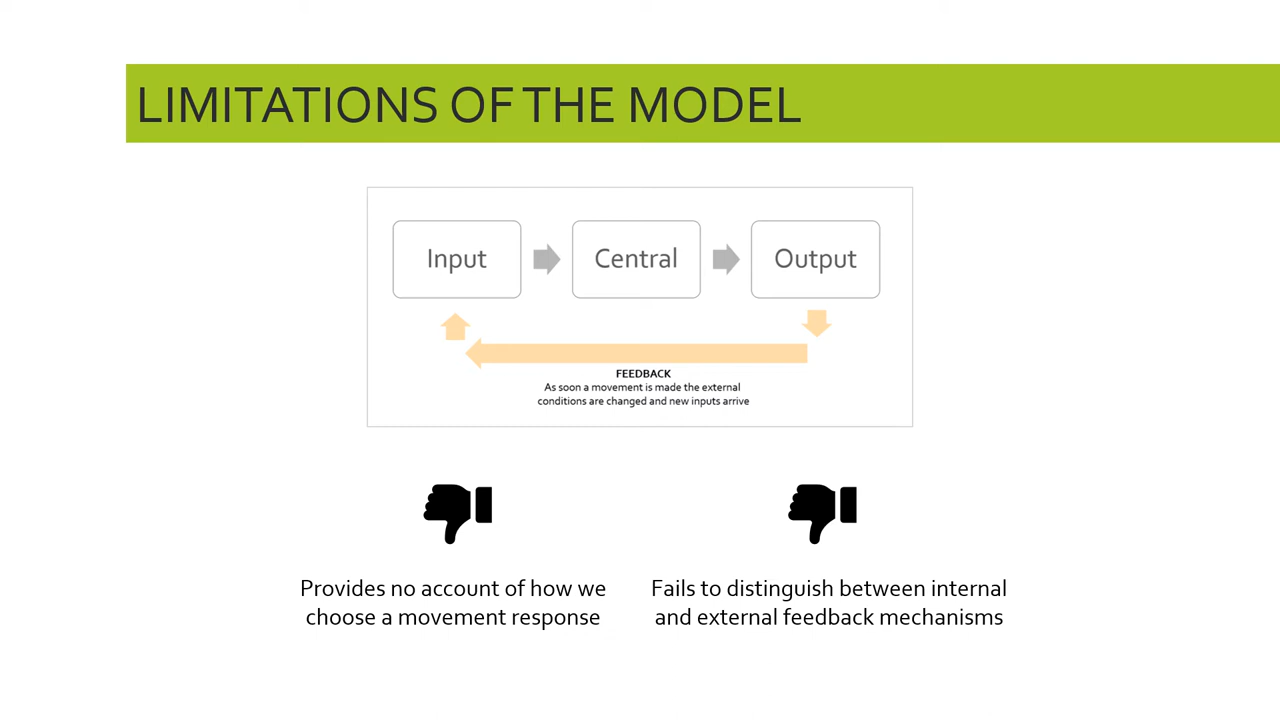 LIMITATIONS OF THE MODEL
Input
Central
Output
FEEDBACK
As soon a movement is made the external
conditions are changed and new inputs arrive
Provides no account of how we
choose a movement response
Fails to distinguish between internal
and external feedback mechanisms